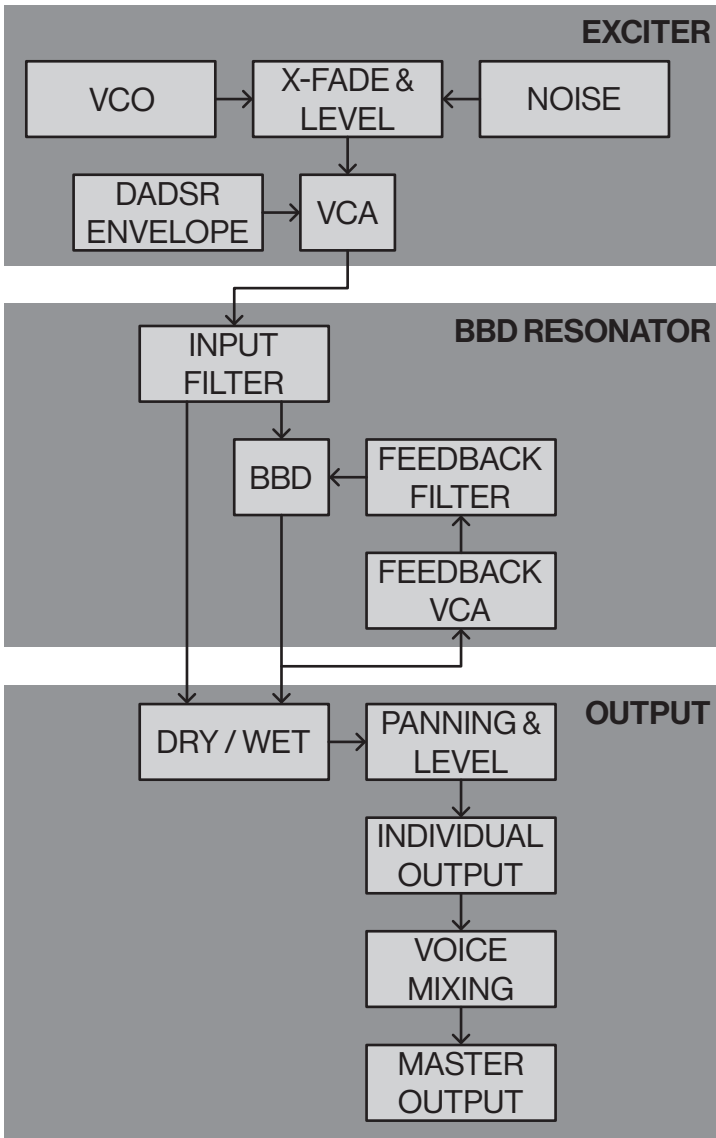 EXCITER
VCO
X-FADE &
LEVEL
NOISE
DADSR
ENVELOPE
VCA
BBD RESONATOR
INPUT
FILTER
BBD
FEEDBACK
FILTER
FEEDBACK
VCA
OUTPUT
DRY / WET
PANNING &
LEVEL
INDIVIDUAL
OUTPUT
VOICE
MIXING
MASTER
OUTPUT